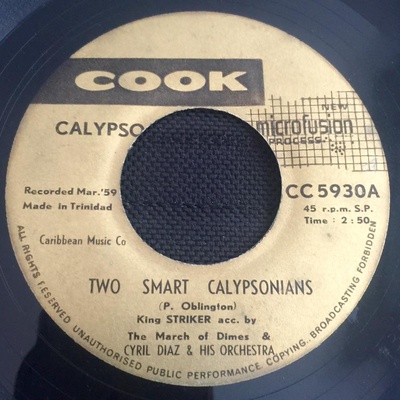 COOK
CALYPSO
NEW
microfusion
PROCESS
Recorded Mar.'59
Made in Trinidad
CC 5930A
45 r.p.m. S.P.
Time : 2 : 50
Caribbean Music Co
TWO SMART CALYPSONIANS
(P. Oblington)
King STRIKER acc. by
The March of Dimes &
CYRIL DIAZ & HIS ORCHESTRA
ALL RIGHTS RESERVED UNAUTHORISED PUBLIC PERFORMANCE COPYING, BROADCASTING FORBIDDEN